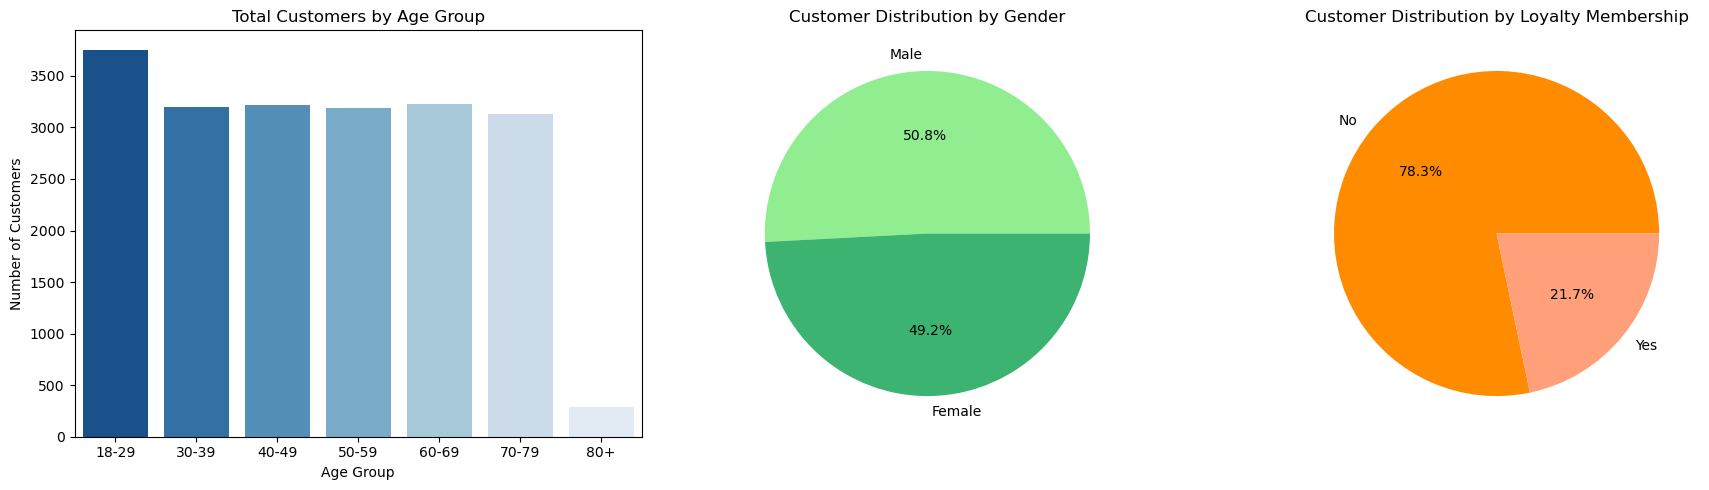 Total Customers by Age Group
Number of Customers
3500
3000
2500
2000
1500
1000
500
0
18-29 30-39 40-49 50-59 60-69 70-79 80+
Age Group
Customer Distribution by Gender
Male
50.8%
49.2%
Female
Customer Distribution by Loyalty Membership
No
78.3%
21.7%
Yes